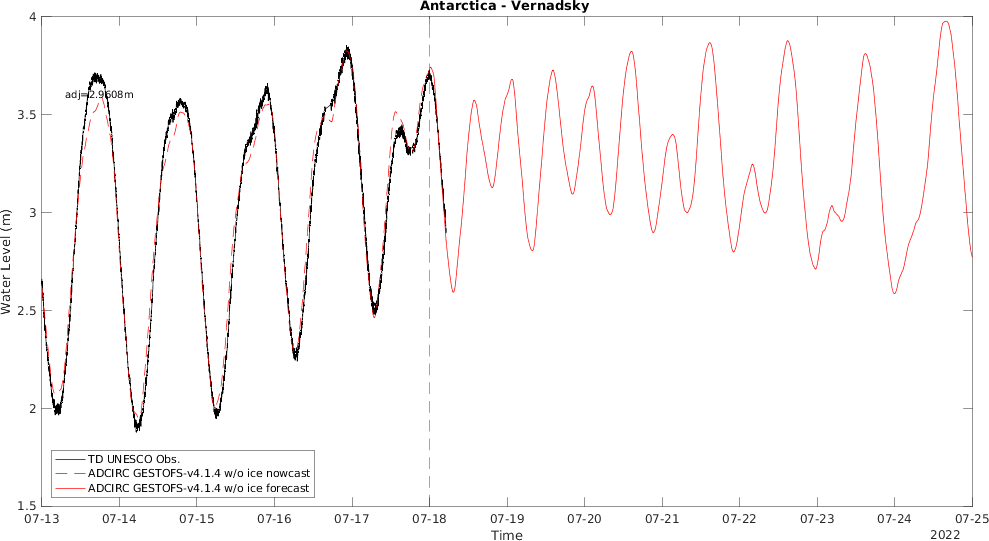 Antarctica - Vernadsky
4
3.5
3
2.5
2
1.5
Water Level (m)
adj=2.9608m
TD UNESCO Obs.
ADCIRC GESTOFS-v4.1.4 w/o ice nowcast
ADCIRC GESTOFS-v4.1.4 w/o ice forecast
07-13 07-14 07-15 07-16 07-17 07-18 07-19 07-20 07-21 07-22 07-23 07-24 07-25
Time
2022